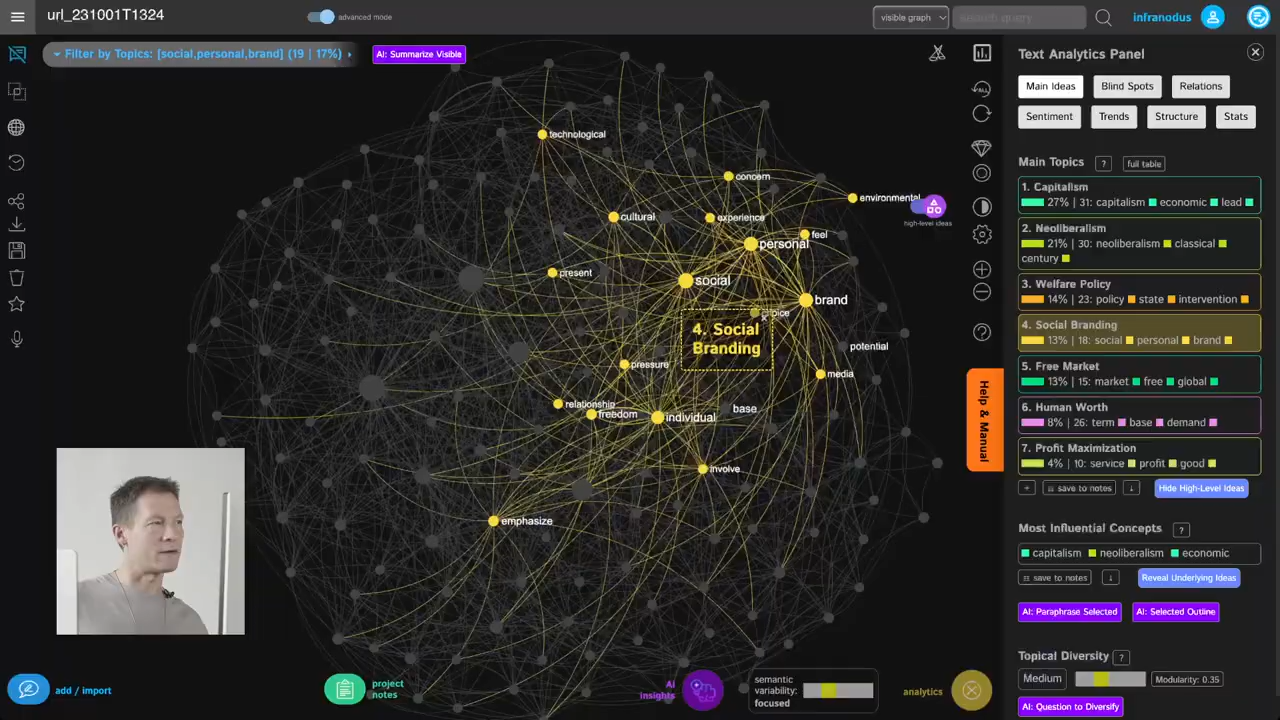 url_231001T1324
advanced mode
visible graph
Search query
infranodus
Filter by Topics: [social,personal,brand] (19 | 17%)
AI: Summarize Visible
technological
concern
environmental
cultural
experience
high-level ideas
feel
personal
present
social
brand
4. Social
Branding
potential
pressure
media
relationship
freedom
base
individual
involve
emphasize
Help & Manual
add / import
project
notes
AI
insights
semantic
variability:
focused
analytics
Text Analytics Panel
Main Ideas
Blind Spots
Relations
Sentiment
Trends
Structure
Stats
Main Topics ? full table
1. Capitalism
27% | 31: capitalism economic lead
2. Neoliberalism
21% | 30: neoliberalism classical
century
3. Welfare Policy
14% | 23: policy state intervention
4. Social Branding
13% | 18: social personal brand
5. Free Market
13% | 15: market free global
6. Human Worth
8% | 26: term base demand
7. Profit Maximization
4% | 10: service profit good
+ save to notes ↓ Hide High-Level Ideas
Most Influential Concepts ?
capitalism neoliberalism economic
save to notes ↓ Reveal Underlying Ideas
AI: Paraphrase Selected
AI: Selected Outline
Topical Diversity ?
Medium
Modularity: 0.35
AI: Question to Diversify